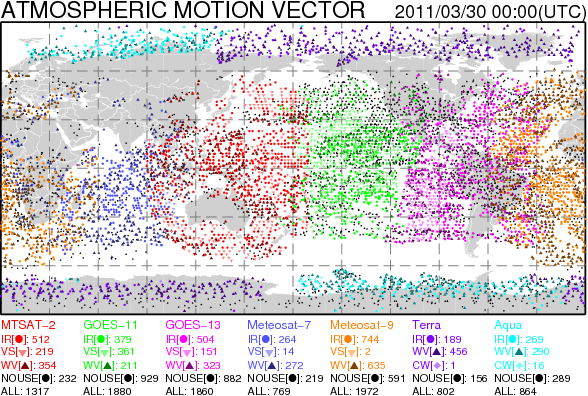 ATMOSPHERIC MOTION VECTOR 2011/03/30 00:00(UTC)
MTSAT-2 GOES-11 GOES-13 Meteosat-7 Meteosat-9 Terra Aqua
IR[●]: 512 IR[●]: 379 IR[●]: 504 IR[●]: 264 IR[●]: 744 IR[●]: 189 IR[●]: 269
VS[▼]: 219 VS[▼]: 361 VS[▼]: 151 VS[▼]: 14 VS[▼]: 2 WV[▲]: 456 WV[▲]: 290
WV[▲]: 354 WV[▲]: 211 WV[▲]: 323 WV[▲]: 272 WV[▲]: 635 CW[◆]: 1 CW[◆]: 16
NOUSE[●]: 232 NOUSE[●]: 929 NOUSE[●]: 882 NOUSE[●]: 219 NOUSE[●]: 591 NOUSE[●]: 156 NOUSE[●]: 289
ALL: 1317 ALL: 1880 ALL: 1860 ALL: 769 ALL: 1972 ALL: 802 ALL: 864